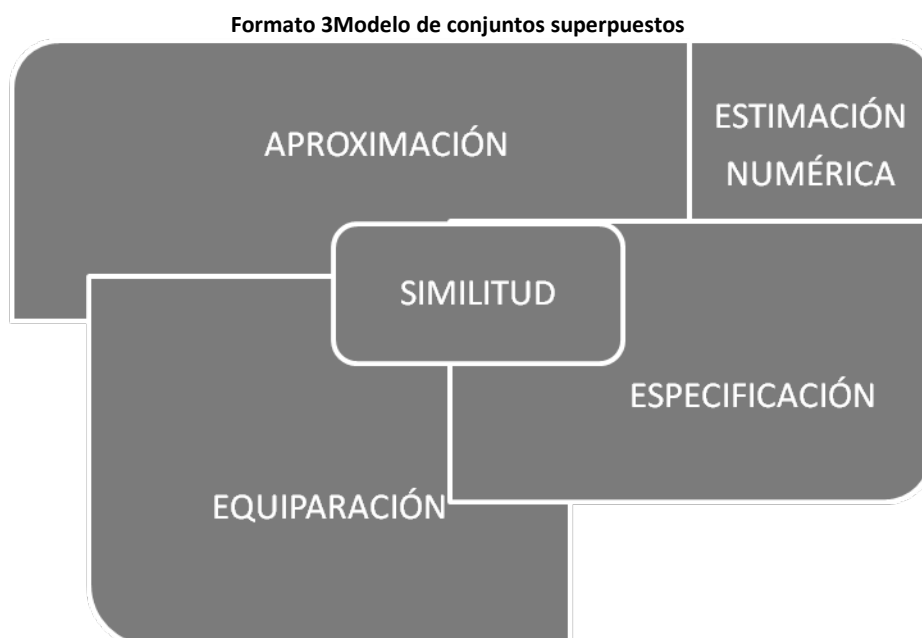 Formato 3Modelo de conjuntos superpuestos
APROXIMACIÓN
ESTIMACIÓN
NUMÉRICA
SIMILITUD
ESPECIFICACIÓN
EQUIPARACIÓN